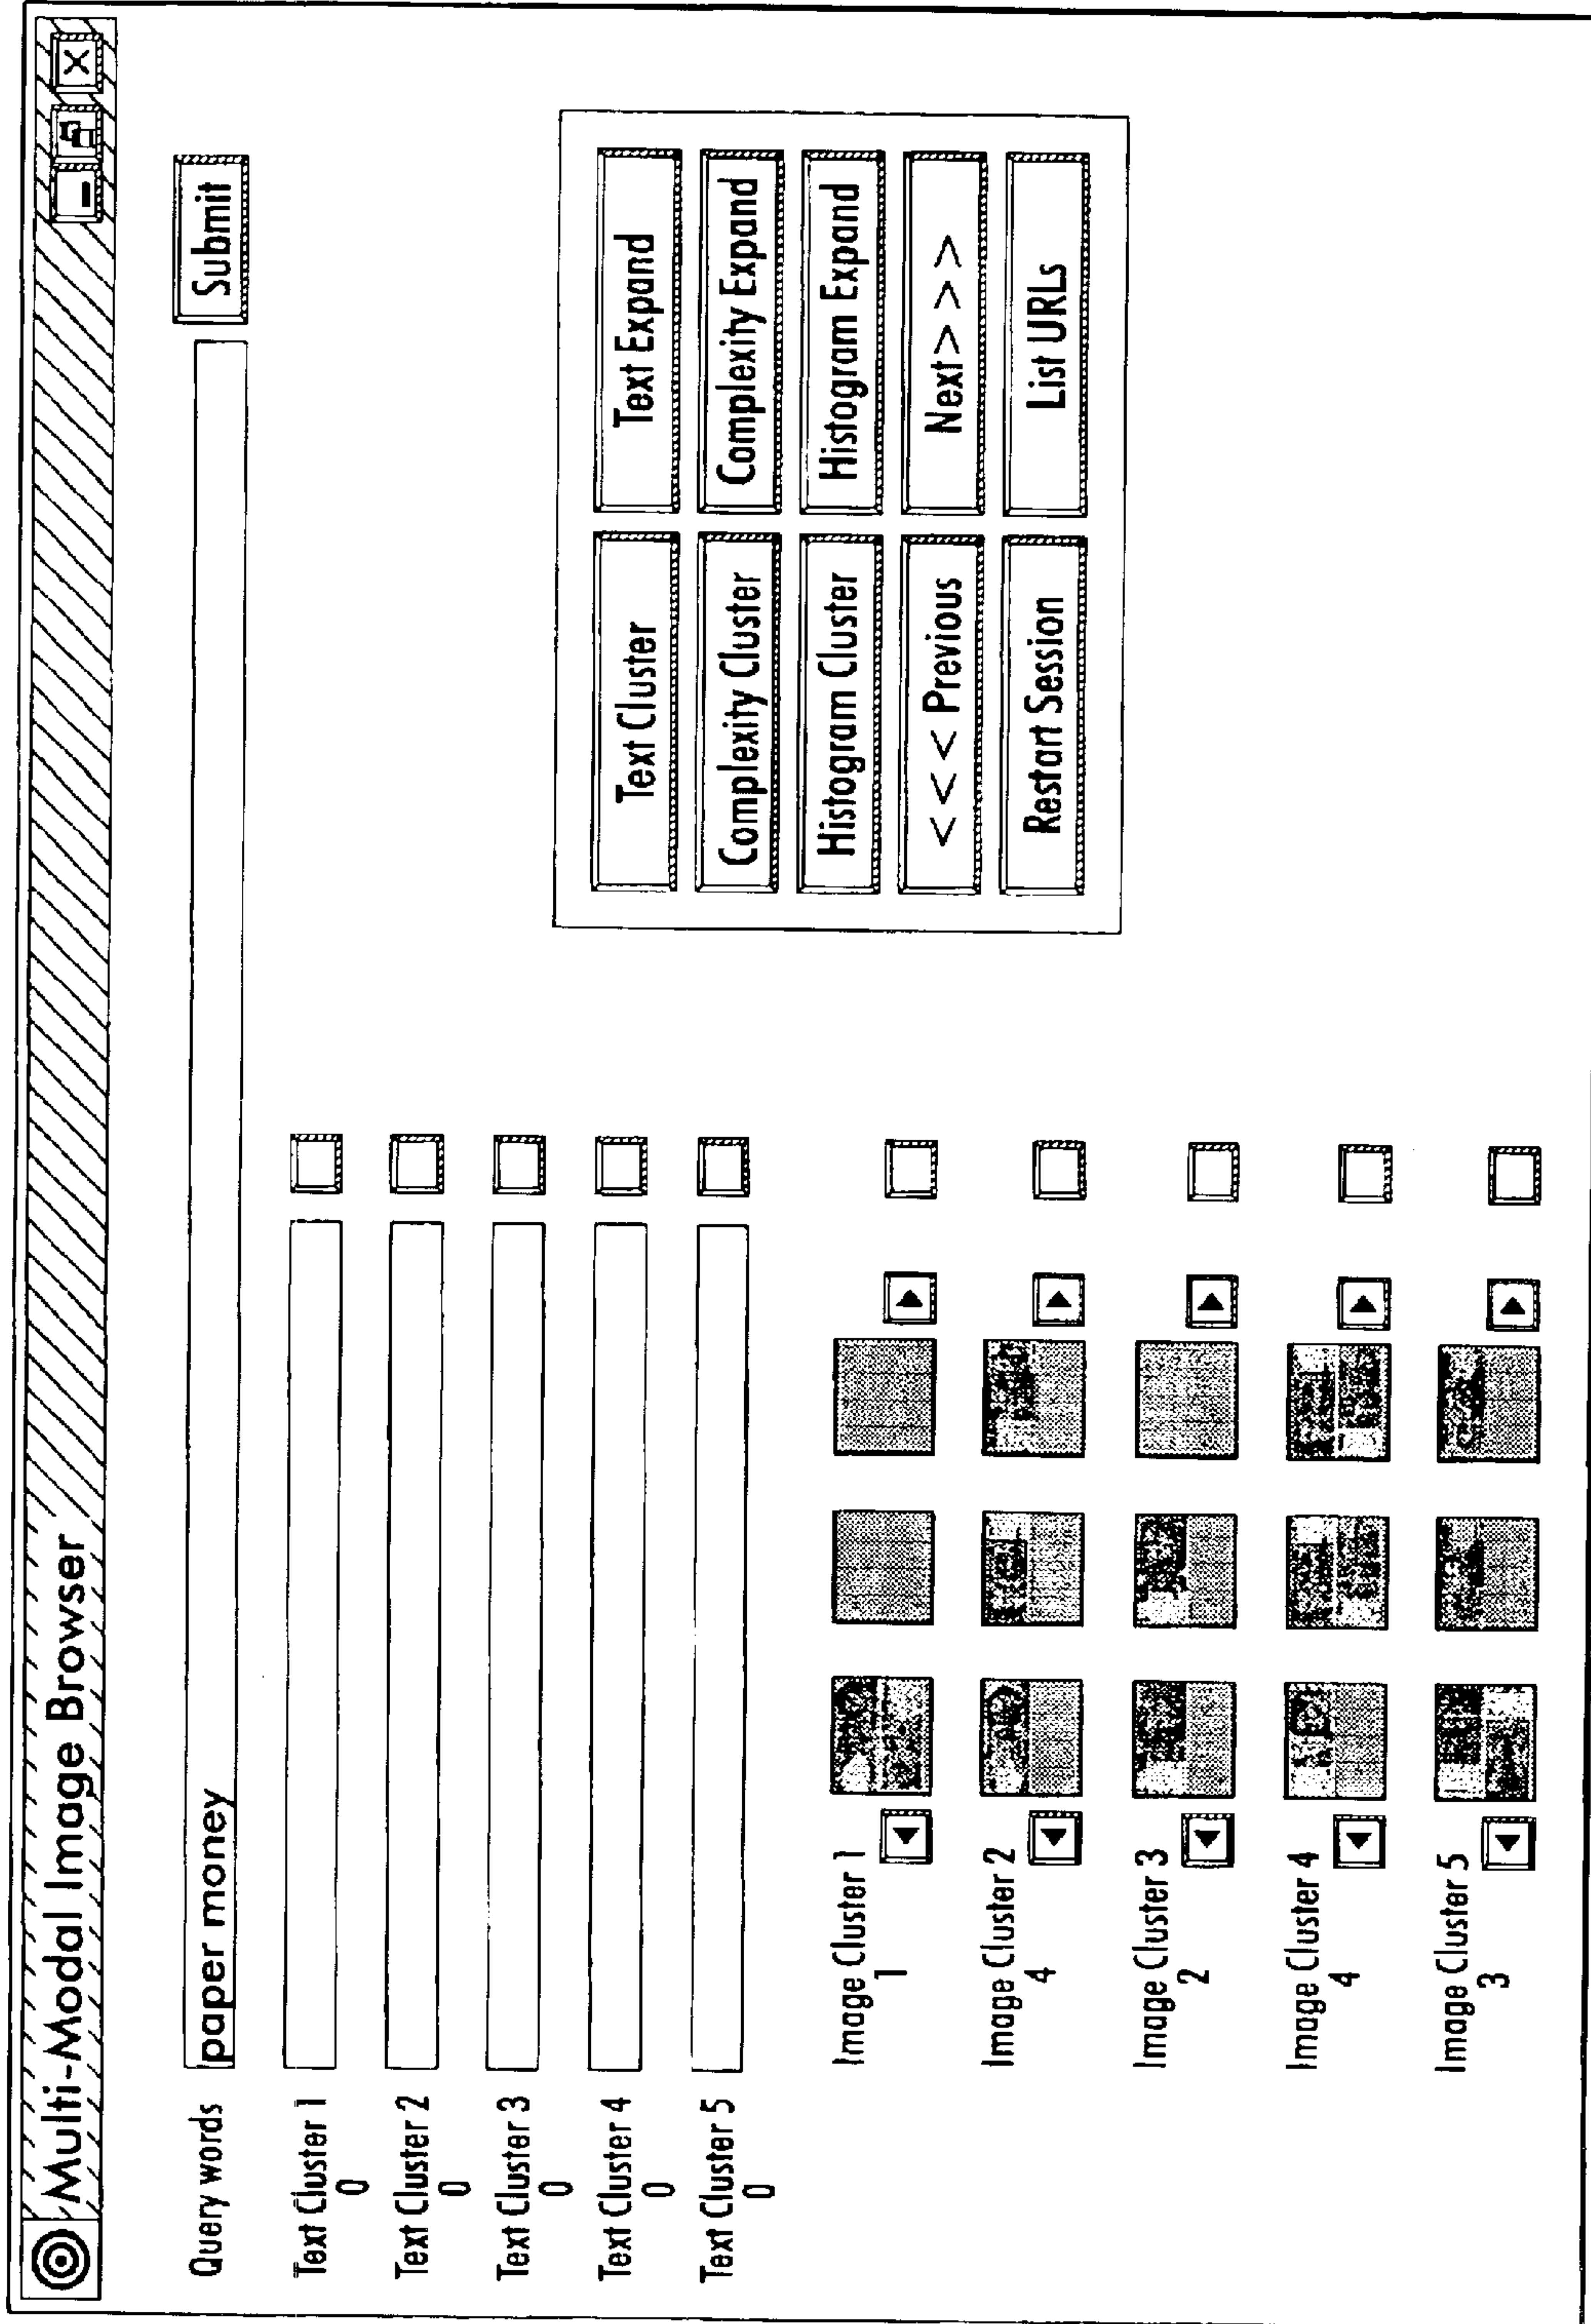 Multi-Modal Image Browser
Query words paper money Submit
Text Cluster 1
0
Text Cluster 2
0
Text Cluster 3
0
Text Cluster 4
0
Text Cluster 5
0
Text Cluster Text Expand
Complexity Cluster Complexity Expand
Histogram Cluster Histogram Expand
< < < Previous Next > > >
Restart Session List URLs
Image Cluster 1
1
Image Cluster 2
4
Image Cluster 3
2
Image Cluster 4
4
Image Cluster 5
3